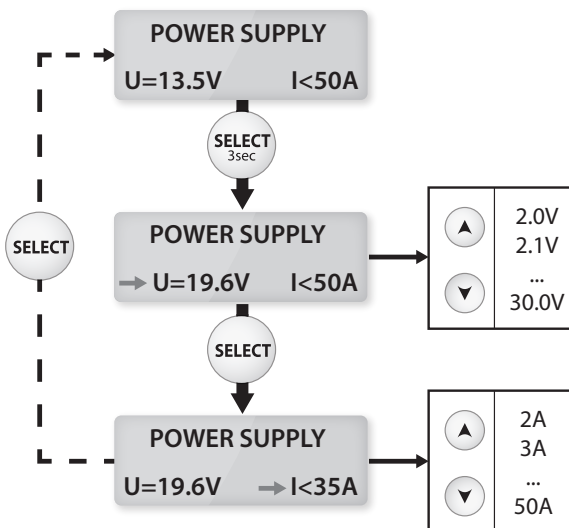 POWER SUPPLY
U=13.5V I<50A
SELECT
3sec
POWER SUPPLY
U=19.6V I<50A
2.0V
2.1V
...
30.0V
SELECT
SELECT
POWER SUPPLY
U=19.6V I<35A
2A
3A
...
50A